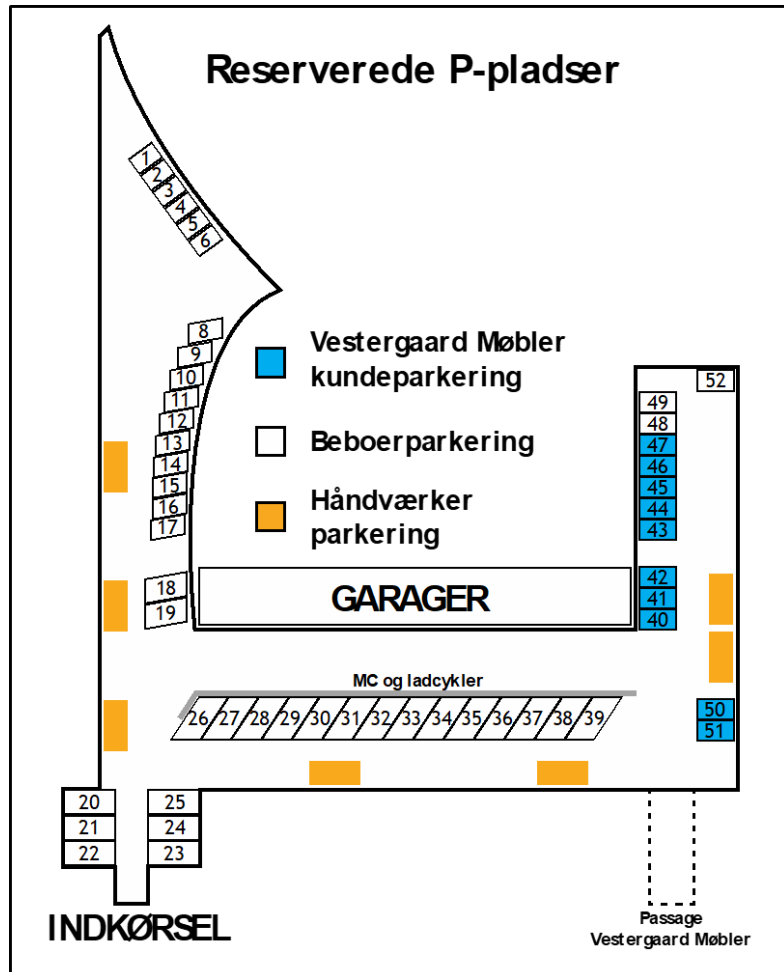 Reserverede P-pladser
1
2
3
4
5
6
8
9
10
11
12
13
14
15
16
17
18
19
Vestergaard Møbler
kundeparkering
Beboerparkering
Håndværker
parkering
52
49
48
47
46
45
44
43
42
41
40
GARAGER
MC og ladcykler
26 27 28 29 30 31 32 33 34 35 36 37 38 39
50
51
20 25
21 24
22 23
INDKØRSEL
Passage
Vestergaard Møbler